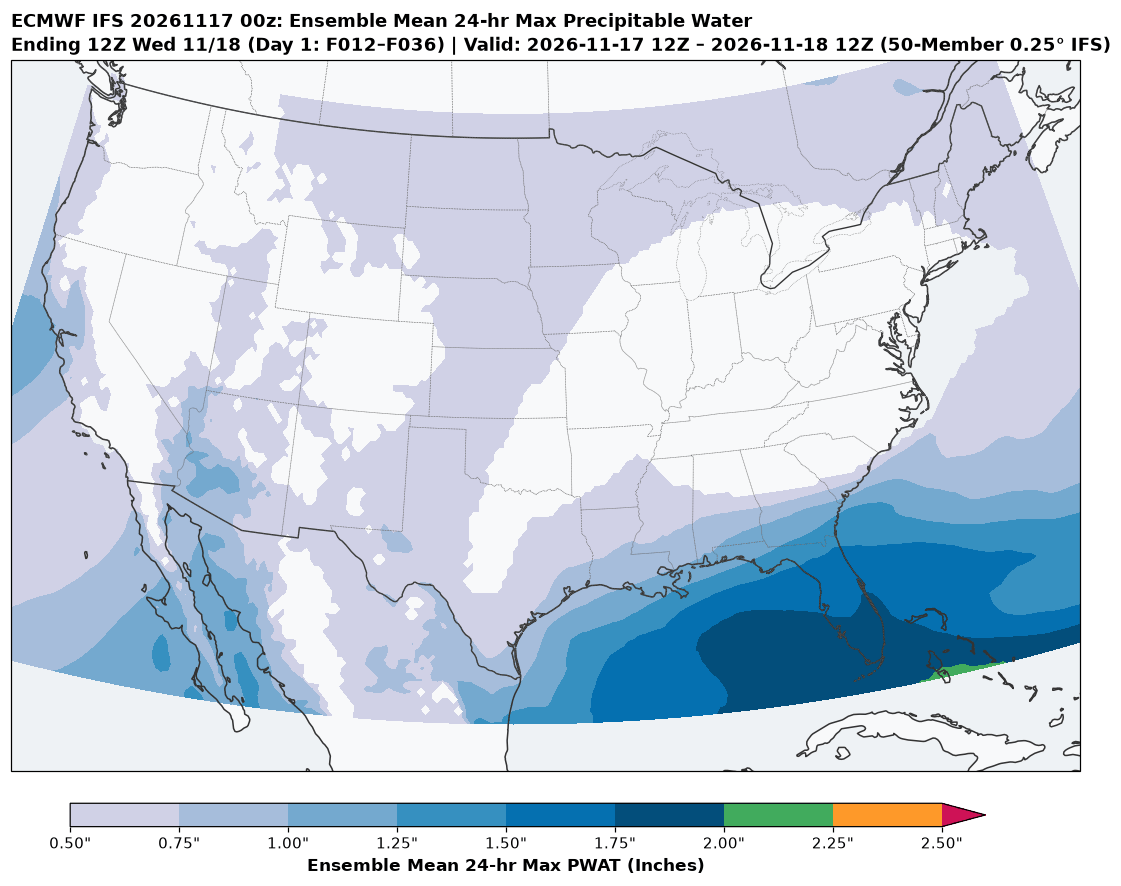 ECMWF IFS 20261117 00z: Ensemble Mean 24-hr Max Precipitable Water
Ending 12Z Wed 11/18 (Day 1: F012–F036) | Valid: 2026-11-17 12Z – 2026-11-18 12Z (50-Member 0.25° IFS)
0.50" 0.75" 1.00" 1.25" 1.50" 1.75" 2.00" 2.25" 2.50"
Ensemble Mean 24-hr Max PWAT (Inches)